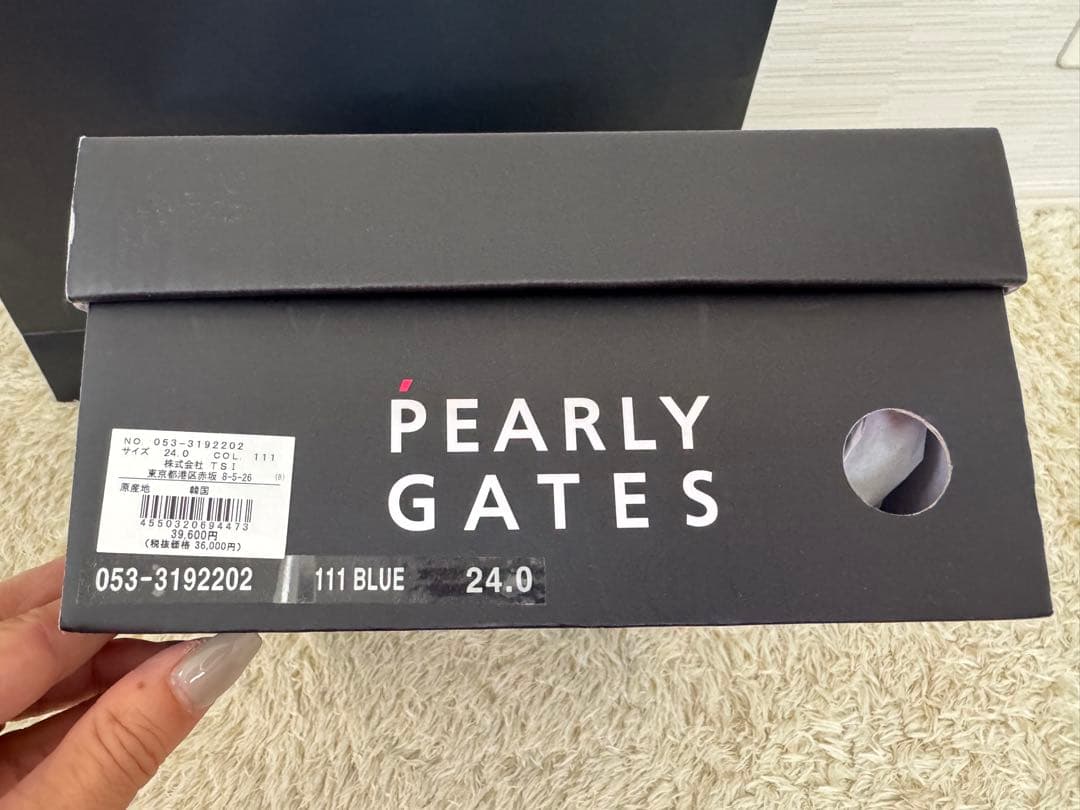 PEARLY
GATES
NO. 053-3192202
サイズ 24.0 COL. 111
株式会社 TSI
東京都港区赤坂 8-5-26 (8)
原産地 韓国
4550320694473
39,600円
(税抜価格 36,000円)
053-3192202 111 BLUE 24.0